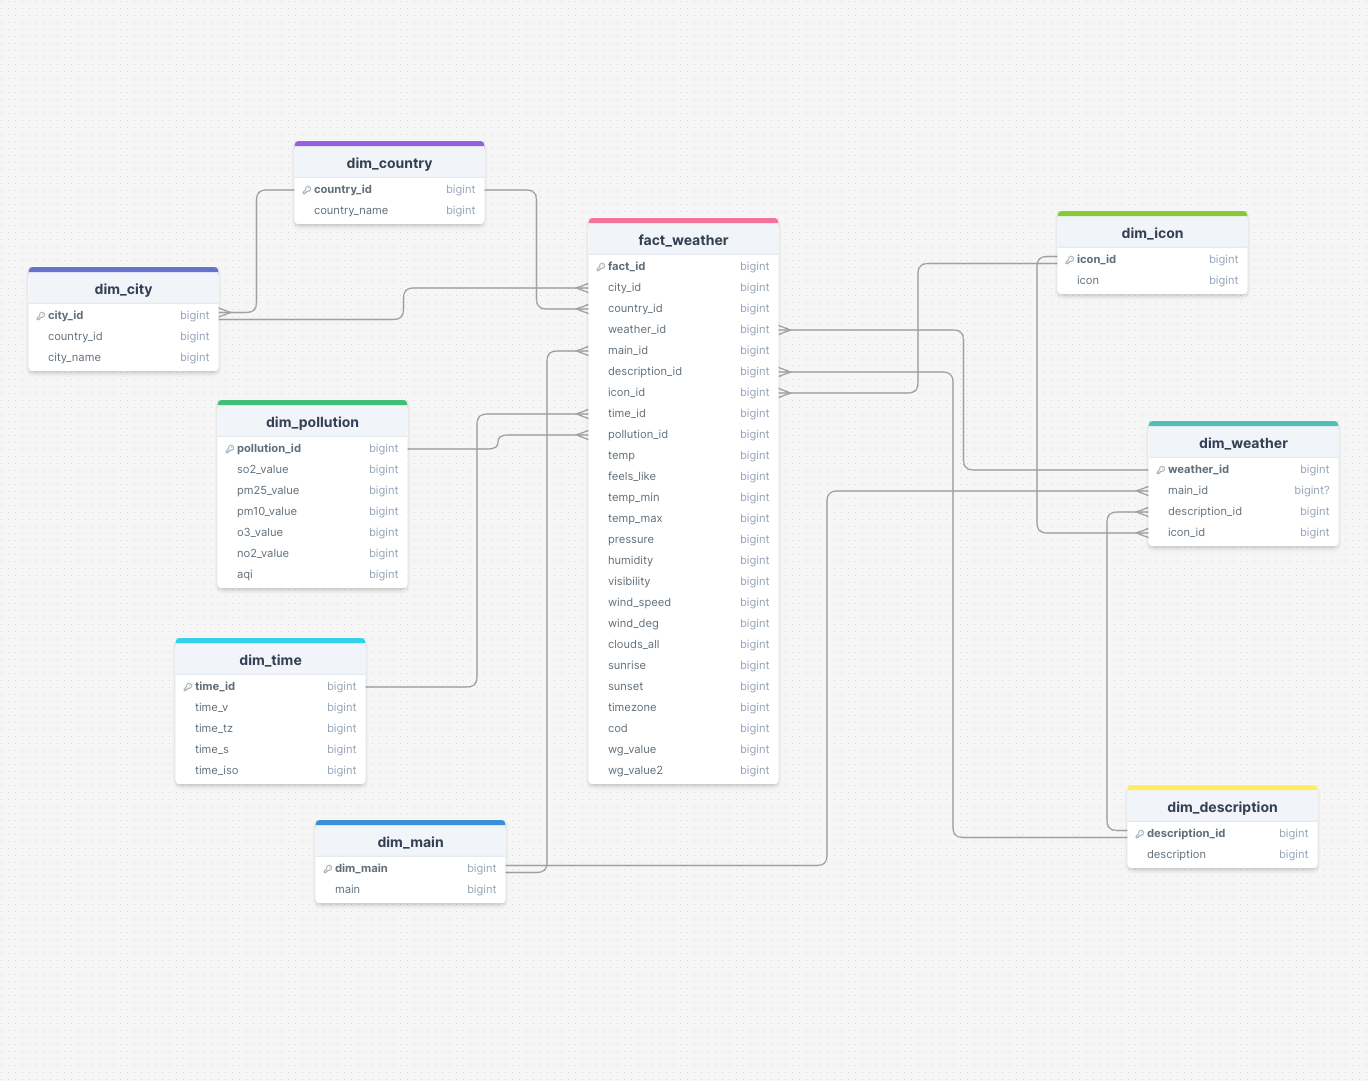 dim_country
country_id bigint
country_name bigint
dim_city
city_id bigint
country_id bigint
city_name bigint
dim_pollution
pollution_id bigint
so2_value bigint
pm25_value bigint
pm10_value bigint
o3_value bigint
no2_value bigint
aqi bigint
dim_time
time_id bigint
time_v bigint
time_tz bigint
time_s bigint
time_iso bigint
dim_main
dim_main bigint
main bigint
fact_weather
fact_id bigint
city_id bigint
country_id bigint
weather_id bigint
main_id bigint
description_id bigint
icon_id bigint
time_id bigint
pollution_id bigint
temp bigint
feels_like bigint
temp_min bigint
temp_max bigint
pressure bigint
humidity bigint
visibility bigint
wind_speed bigint
wind_deg bigint
clouds_all bigint
sunrise bigint
sunset bigint
timezone bigint
cod bigint
wg_value bigint
wg_value2 bigint
dim_icon
icon_id bigint
icon bigint
dim_weather
weather_id bigint
main_id bigint?
description_id bigint
icon_id bigint
dim_description
description_id bigint
description bigint